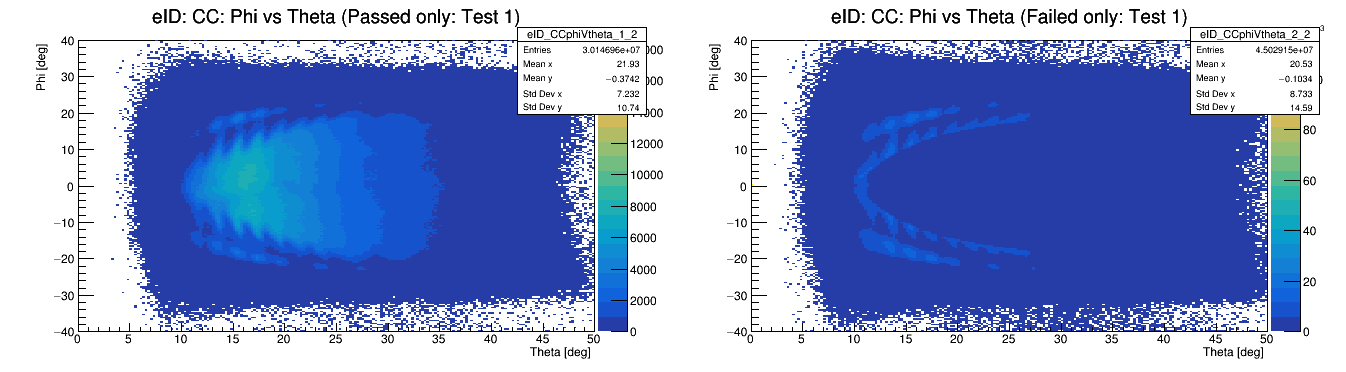 eID: CC: Phi vs Theta (Passed only: Test 1)
Phi [deg]
40
30
20
10
0
−10
−20
−30
−40
0 5 10 15 20 25 30 35 40 45 50
Theta [deg]
eID_CCphiVtheta_1_2
Entries 3.014696e+07
Mean x 21.93
Mean y −0.3742
Std Dev x 7.232
Std Dev y 10.74
12000
10000
8000
6000
4000
2000
0
eID: CC: Phi vs Theta (Failed only: Test 1)
Phi [deg]
40
30
20
10
0
−10
−20
−30
−40
0 5 10 15 20 25 30 35 40 45 50
Theta [deg]
eID_CCphiVtheta_2_2
Entries 4.502915e+07
Mean x 20.53
Mean y −0.1034
Std Dev x 8.733
Std Dev y 14.59
3
80
60
40
20
0